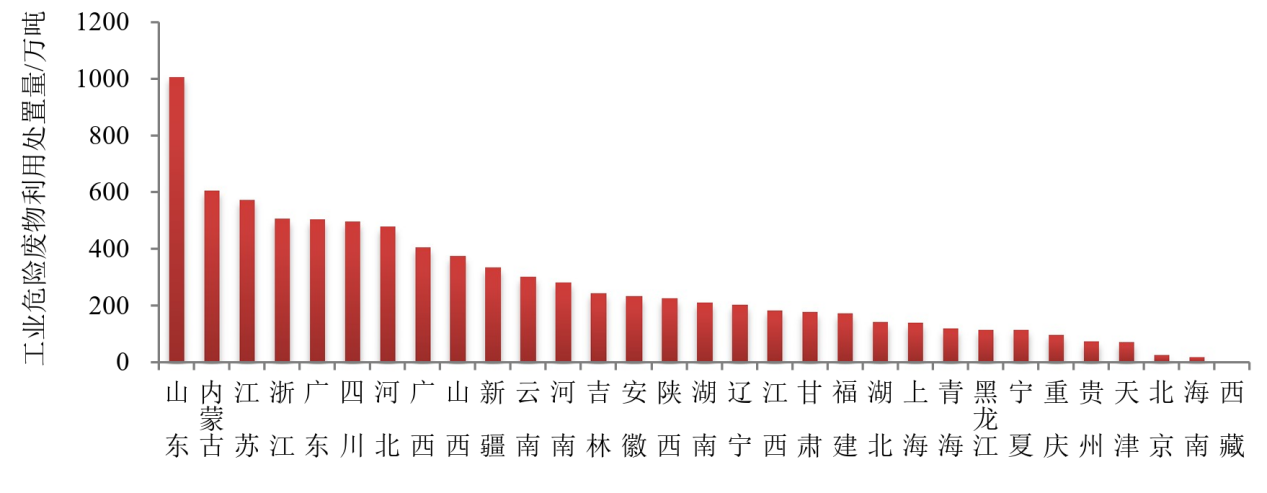 工业危险废物利用处置量/万吨
1200
1000
800
600
400
200
0
山东
内蒙古
江苏
浙江
广东
四川
河北
广西
山西
新疆
云南
河南
吉林
安徽
陕西
湖南
辽宁
江西
甘肃
福建
湖北
上海
青海
黑龙江
宁夏
重庆
贵州
天津
北京
海南
西藏